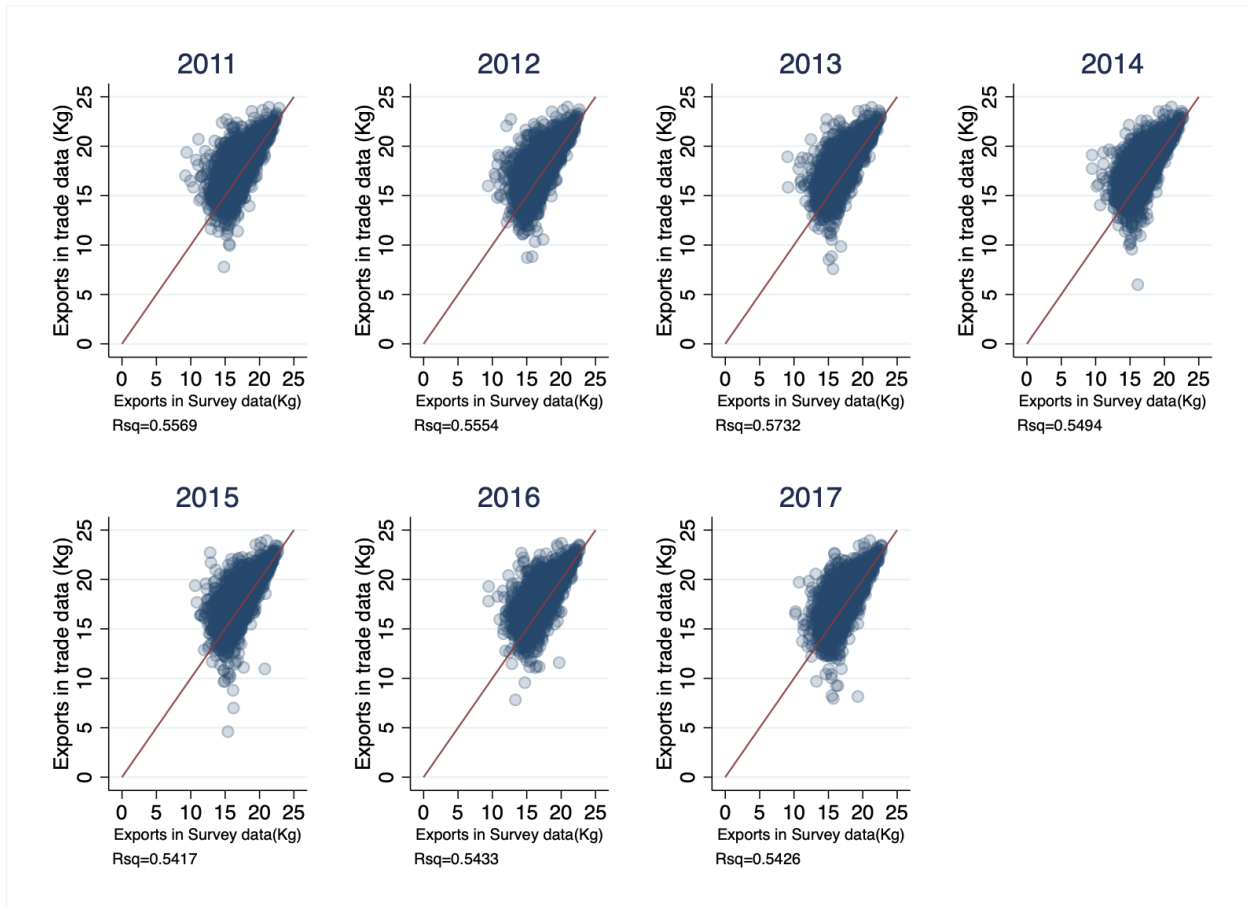 2011
Exports in trade data (Kg)
25
20
15
10
5
0
0 5 10 15 20 25
Exports in Survey data(Kg)
Rsq=0.5569
2012
Exports in trade data (Kg)
25
20
15
10
5
0
0 5 10 15 20 25
Exports in Survey data(Kg)
Rsq=0.5554
2013
Exports in trade data (Kg)
25
20
15
10
5
0
0 5 10 15 20 25
Exports in Survey data(Kg)
Rsq=0.5732
2014
Exports in trade data (Kg)
25
20
15
10
5
0
0 5 10 15 20 25
Exports in Survey data(Kg)
Rsq=0.5494
2015
Exports in trade data (Kg)
25
20
15
10
5
0
0 5 10 15 20 25
Exports in Survey data(Kg)
Rsq=0.5417
2016
Exports in trade data (Kg)
25
20
15
10
5
0
0 5 10 15 20 25
Exports in Survey data(Kg)
Rsq=0.5433
2017
Exports in trade data (Kg)
25
20
15
10
5
0
0 5 10 15 20 25
Exports in Survey data(Kg)
Rsq=0.5426